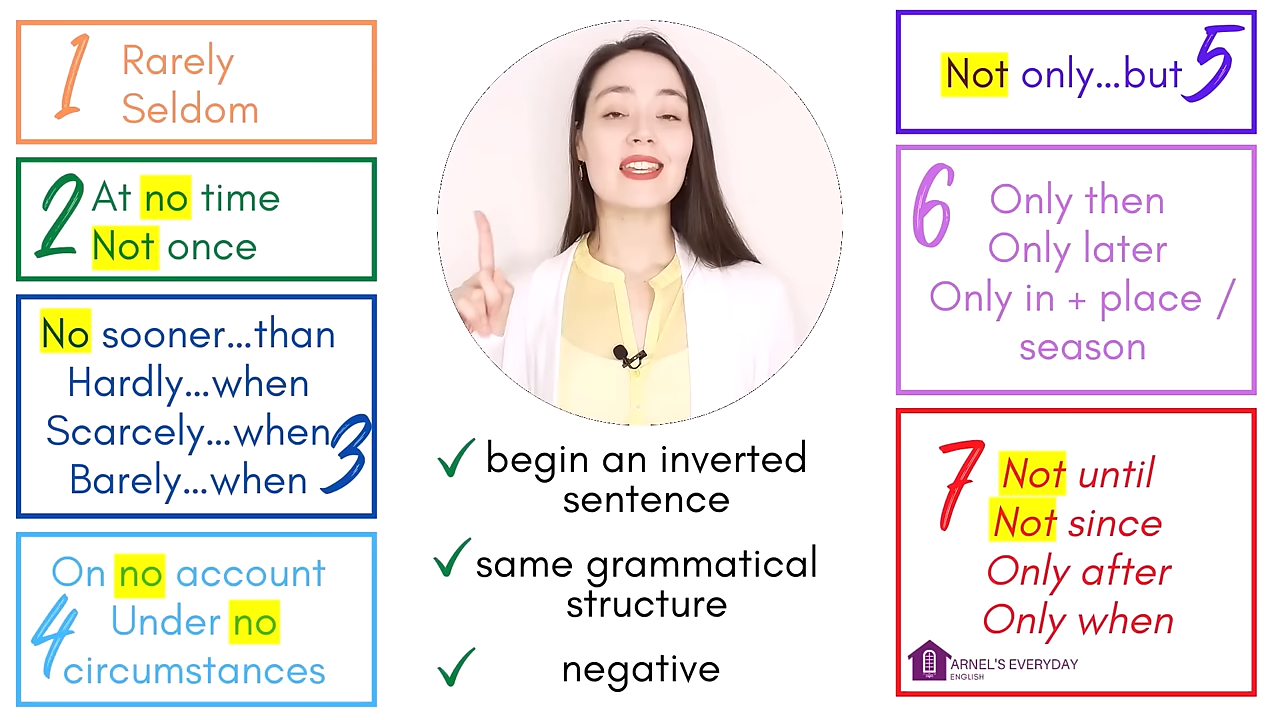 1
Rarely
Seldom
2
At no time
Not once
No sooner...than
Hardly...when
Scarcely...when
Barely...when
3
On no account
Under no
circumstances
4
begin an inverted
sentence
same grammatical
structure
negative
Not only...but
5
6
Only then
Only later
Only in + place /
season
7
Not until
Not since
Only after
Only when
ARNEL'S EVERYDAY
ENGLISH